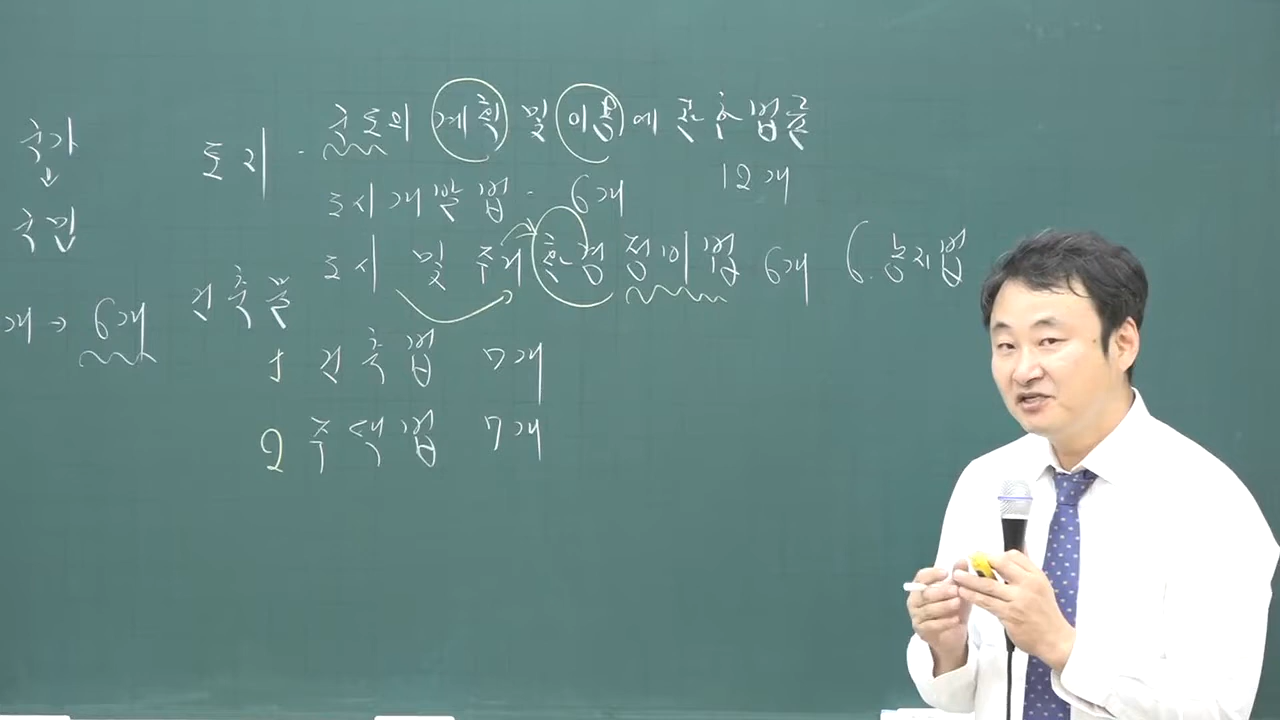 국가
↓
국민
개 → 6개
토지 - 국토의 계획 및 이용에 관한 법률
12개
도시개발법 - 6개
도시 및 주거환경정비법 6개 6. 농지법
건축물
1 건축법 7개
2 주택법 7개